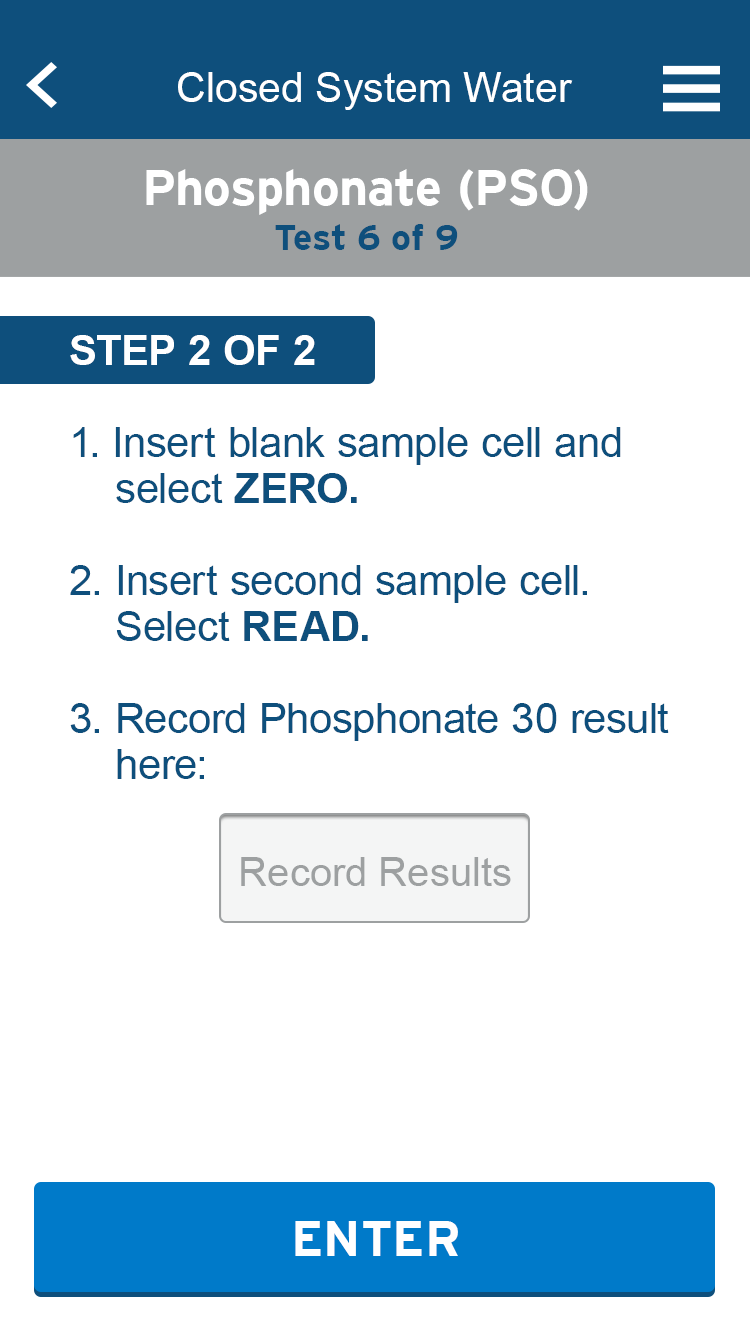 Closed System Water
Phosphonate (PSO)
Test 6 of 9
STEP 2 OF 2
1. Insert blank sample cell and
select ZERO.
2. Insert second sample cell.
Select READ.
3. Record Phosphonate 30 result
here:
Record Results
ENTER